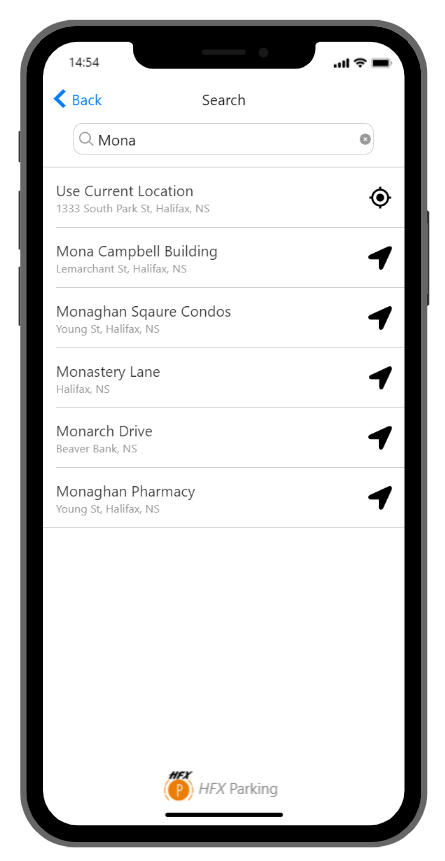 14:54
Back
Search
Mona
Use Current Location
1333 South Park St, Halifax, NS
Mona Campbell Building
Lemarchant St, Halifax, NS
Monaghan Sqaure Condos
Young St, Halifax, NS
Monastery Lane
Halifax, NS
Monarch Drive
Beaver Bank, NS
Monaghan Pharmacy
Young St, Halifax, NS
HFX
P
HFX Parking